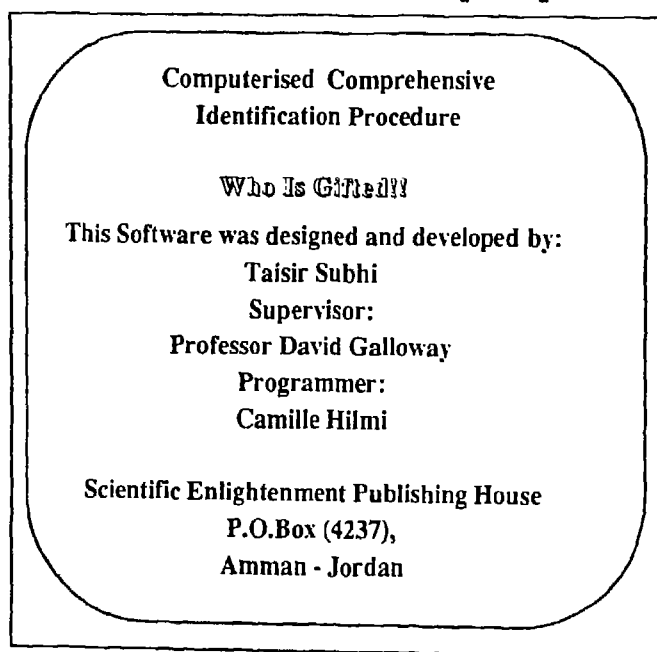 Computerised Comprehensive
Identification Procedure
Who Is Gifted!!
This Software was designed and developed by:
Taisir Subhi
Supervisor:
Professor David Galloway
Programmer:
Camille Hilmi
Scientific Enlightenment Publishing House
P.O.Box (4237),
Amman - Jordan